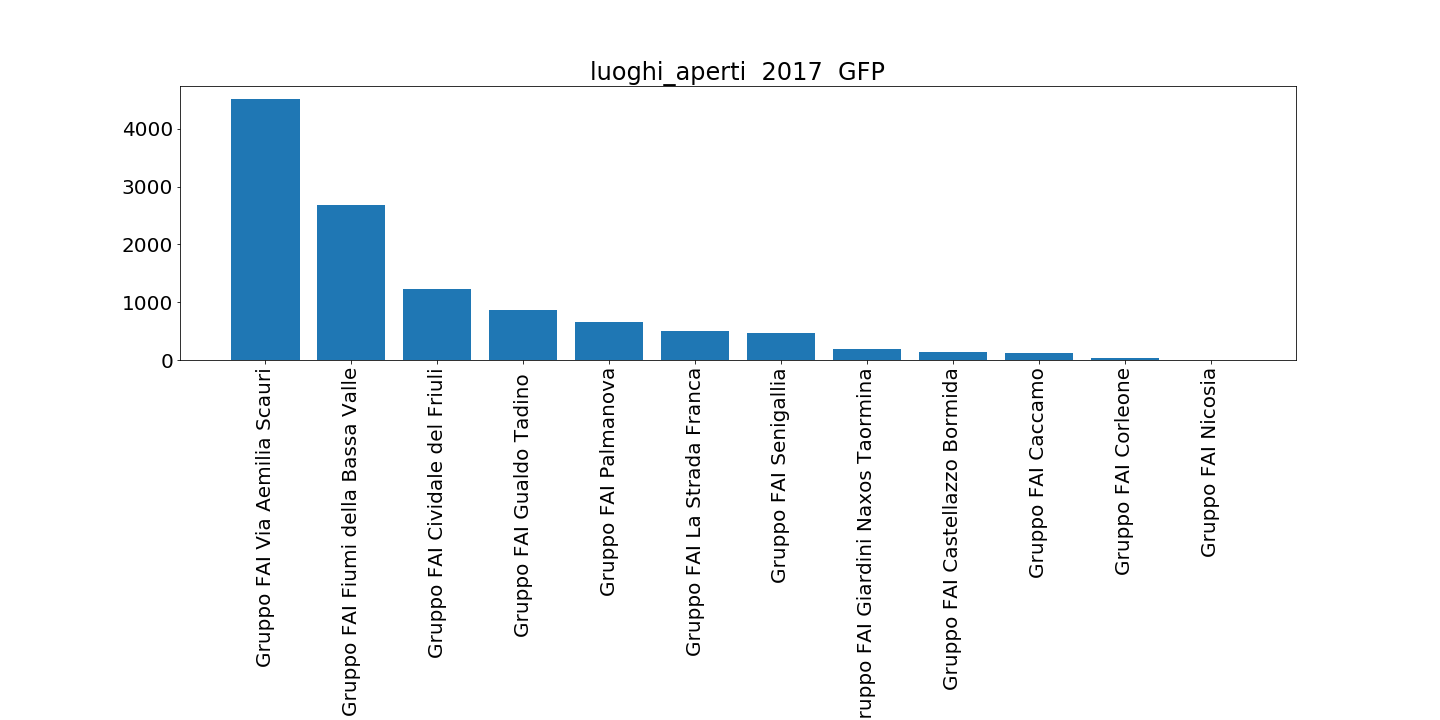 luoghi_aperti  2017  GFP
4000
3000
2000
1000
0
Gruppo FAI Via Aemilia Scauri
Gruppo FAI Fiumi della Bassa Valle
Gruppo FAI Cividale del Friuli
Gruppo FAI Gualdo Tadino
Gruppo FAI Palmanova
Gruppo FAI La Strada Franca
Gruppo FAI Senigallia
ruppo FAI Giardini Naxos Taormina
Gruppo FAI Castellazzo Bormida
Gruppo FAI Caccamo
Gruppo FAI Corleone
Gruppo FAI Nicosia